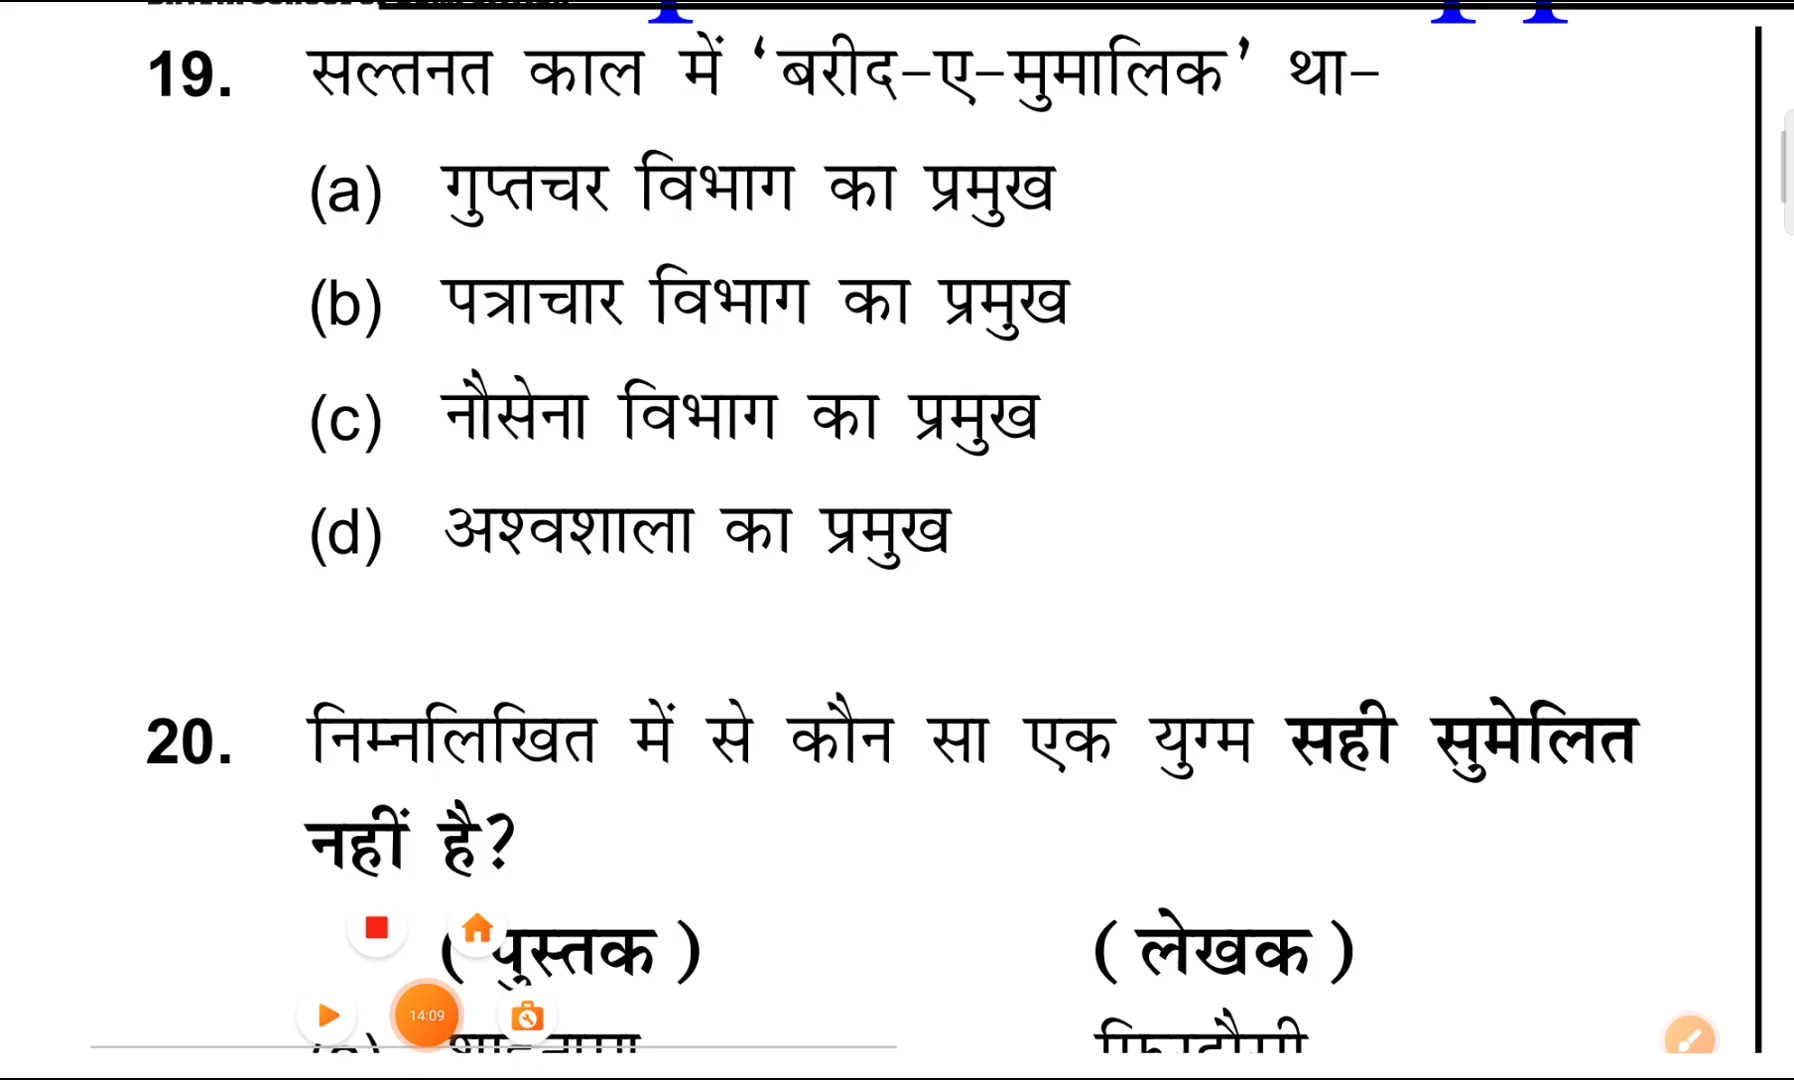 19. सल्तनत काल में ‘बरीद-ए-मुमालिक’ था-
(a) गुप्तचर विभाग का प्रमुख
(b) पत्राचार विभाग का प्रमुख
(c) नौसेना विभाग का प्रमुख
(d) अश्वशाला का प्रमुख
20. निम्नलिखित में से कौन सा एक युग्म सही सुमेलित
नहीं है?
(पुस्तक) (लेखक)
14:09